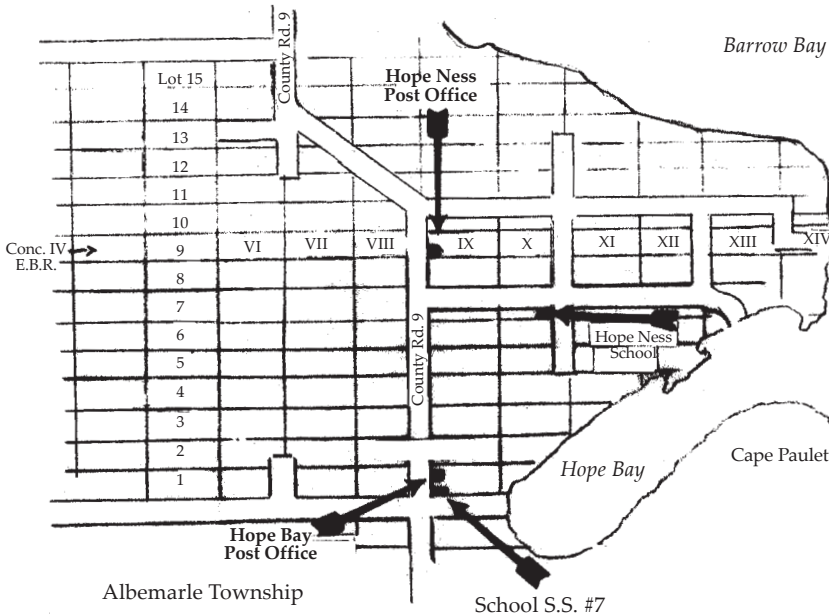 Barrow Bay
County Rd. 9
Hope Ness
Post Office
Lot 15
14
13
12
11
10
Conc. IV
E.B.R.
9
VI
VII
VIII
IX
X
XI
XII
XIII
XIV
8
7
6
5
4
3
2
1
County Rd. 9
Hope Ness
School
Hope Bay
Cape Paulet
Hope Bay
Post Office
Albemarle Township
School S.S. #7